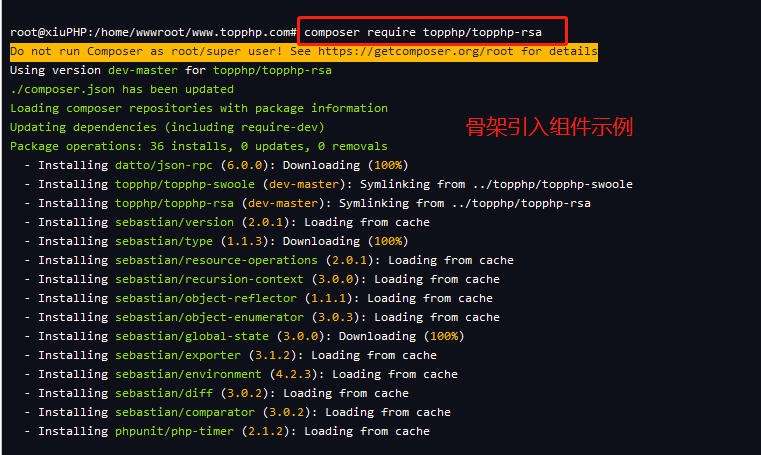 root@xiuPHP:/home/wwwroot/www.topphp.com# composer require topphp/topphp-rsa
Do not run Composer as root/super user! See https://getcomposer.org/root for details
Using version dev-master for topphp/topphp-rsa
./composer.json has been updated
Loading composer repositories with package information
Updating dependencies (including require-dev)
骨架引入组件示例
Package operations: 36 installs, 0 updates, 0 removals
- Installing datto/json-rpc (6.0.0): Downloading (100%)
- Installing topphp/topphp-swoole (dev-master): Symlinking from ../topphp/topphp-swoole
- Installing topphp/topphp-rsa (dev-master): Symlinking from ../topphp/topphp-rsa
- Installing sebastian/version (2.0.1): Loading from cache
- Installing sebastian/type (1.1.3): Downloading (100%)
- Installing sebastian/resource-operations (2.0.1): Loading from cache
- Installing sebastian/recursion-context (3.0.0): Loading from cache
- Installing sebastian/object-reflector (1.1.1): Loading from cache
- Installing sebastian/object-enumerator (3.0.3): Loading from cache
- Installing sebastian/global-state (3.0.0): Downloading (100%)
- Installing sebastian/exporter (3.1.2): Loading from cache
- Installing sebastian/environment (4.2.3): Loading from cache
- Installing sebastian/diff (3.0.2): Loading from cache
- Installing sebastian/comparator (3.0.2): Loading from cache
- Installing phpunit/php-timer (2.1.2): Loading from cache